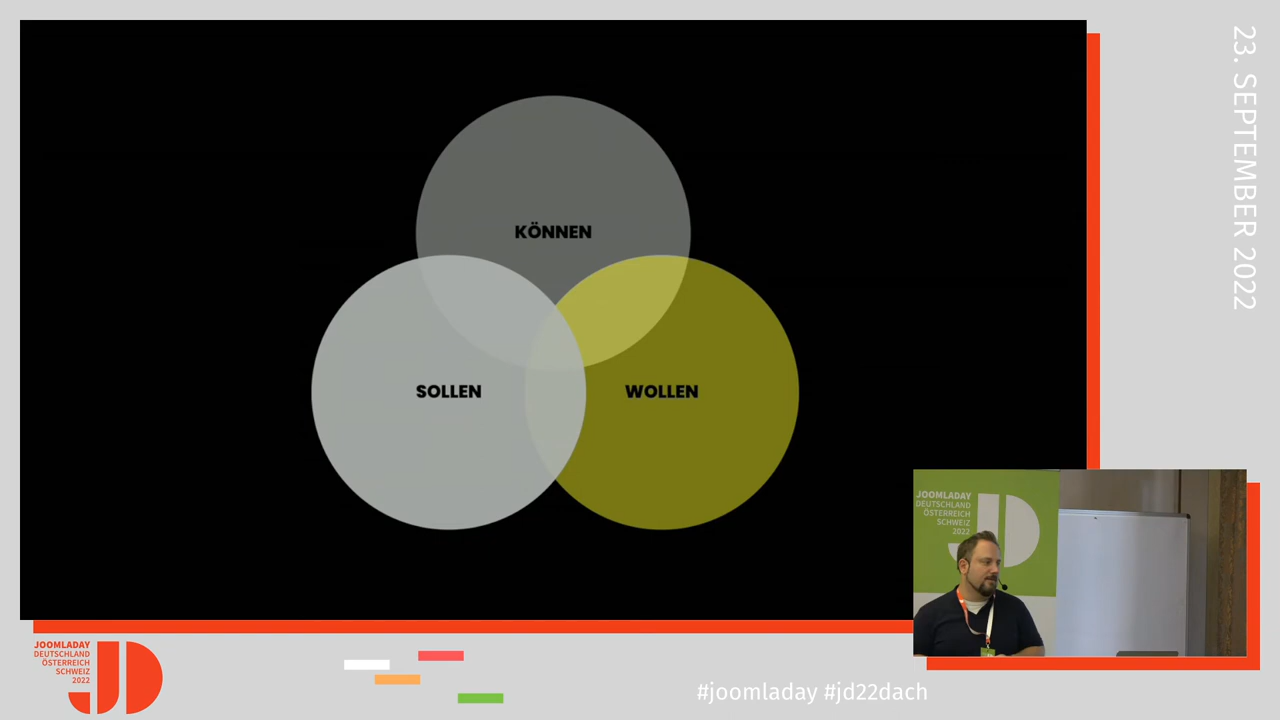 KÖNNEN
SOLLEN
WOLLEN
23. SEPTEMBER 2022
JOOMLADAY
DEUTSCHLAND
ÖSTERREICH
SCHWEIZ
2022
JOOMLADAY
DEUTSCHLAND
ÖSTERREICH
SCHWEIZ
2022
#joomladay #jd22dach